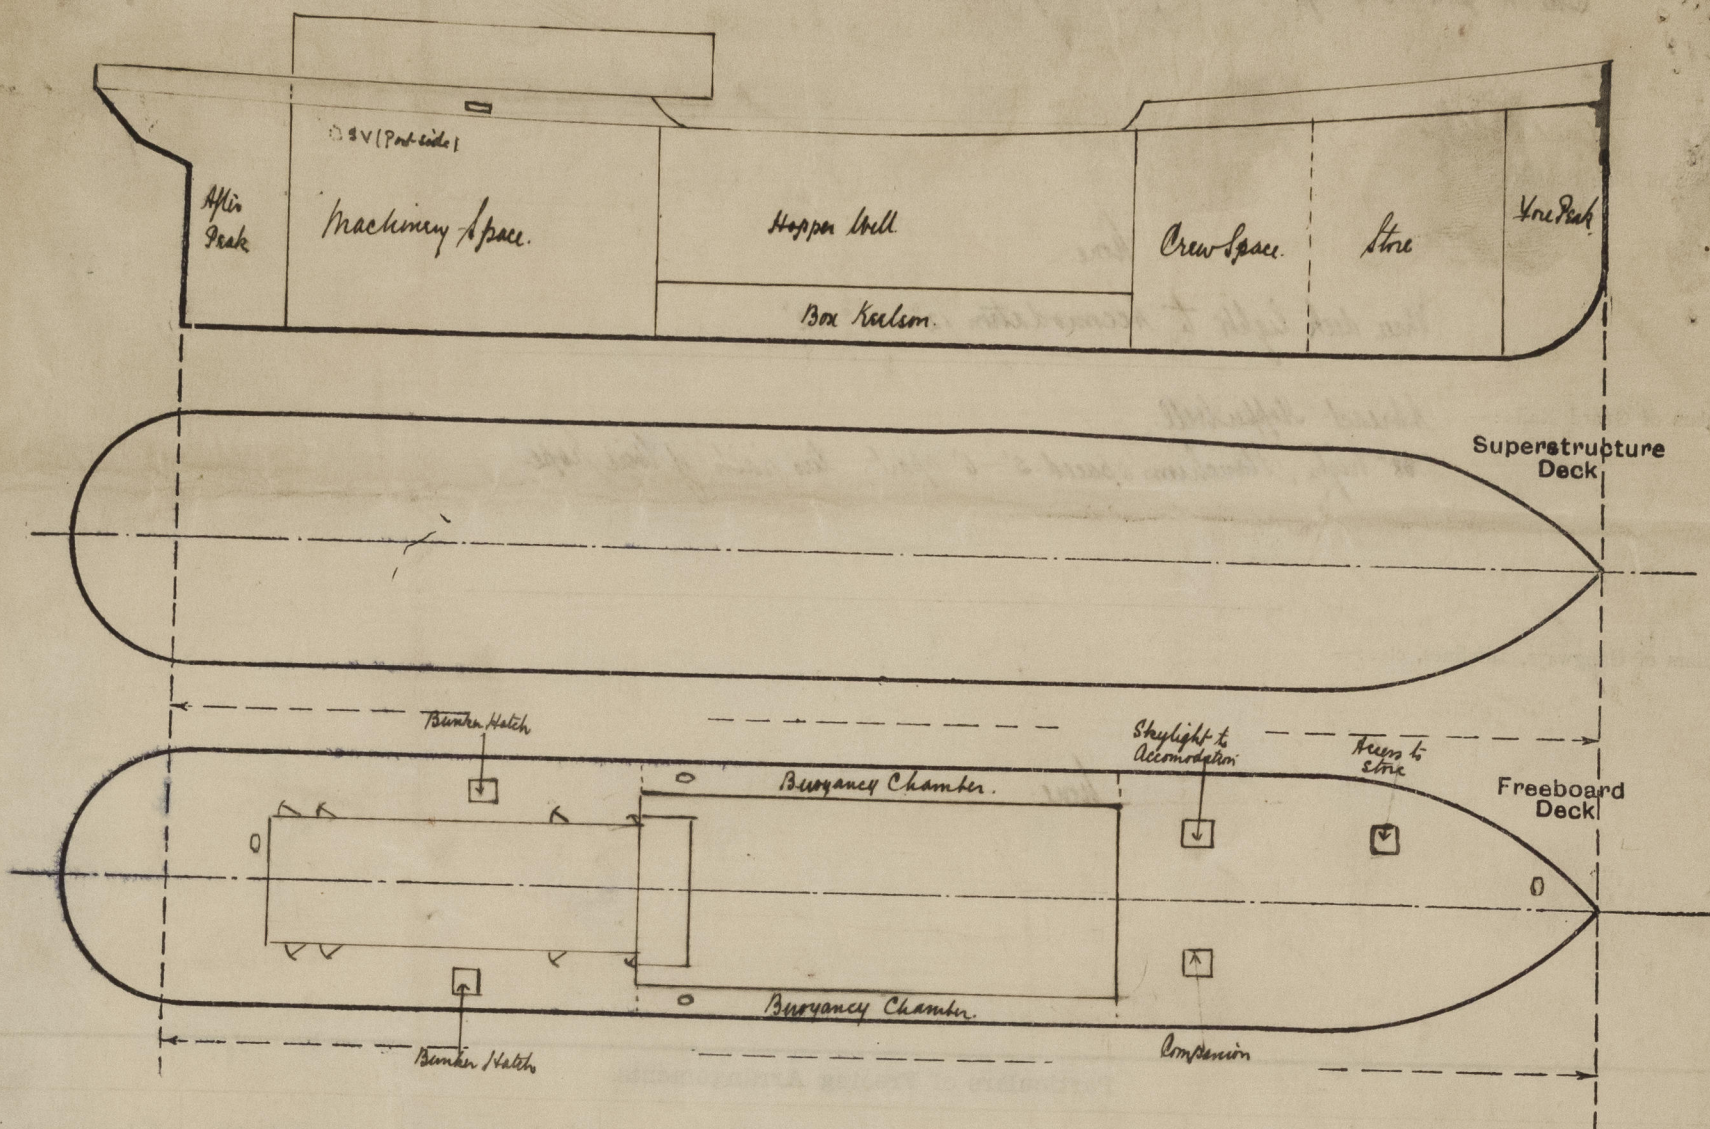 S V (Port side)
After
Peak
Machinery Space.
Hopper Well.
Box Keelson.
Crew Space.
Store
Fore Peak
Superstructure
Deck
Bunker Hatch
Skylight to
Accomodation
Access to
Store
Buoyancy Chamber.
Freeboard
Deck
Buoyancy Chamber.
Bunker Hatch
Companion